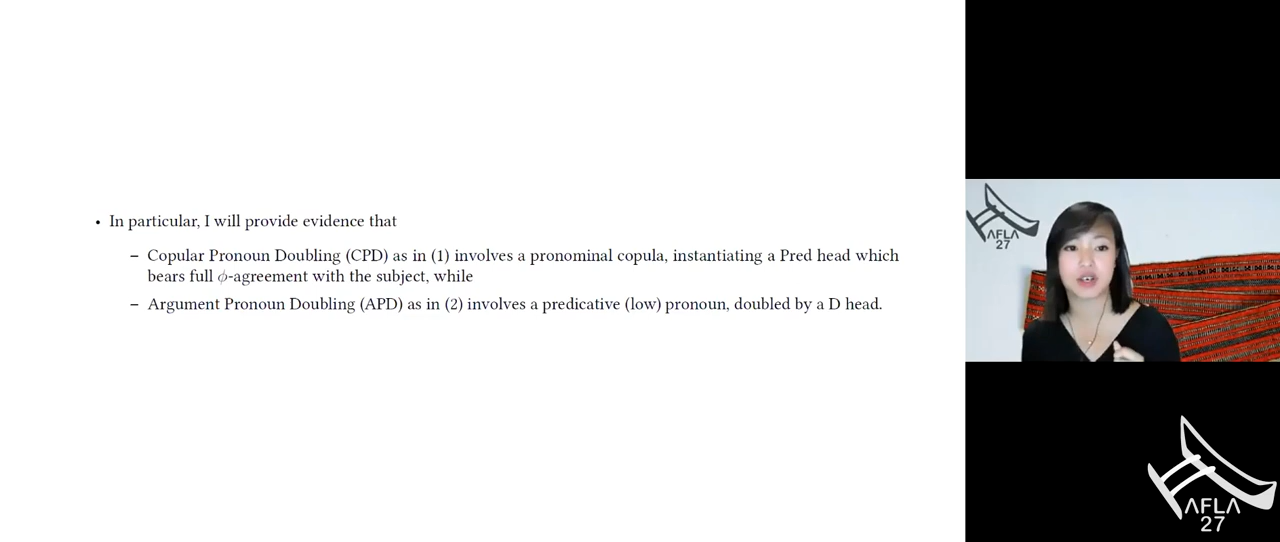 • In particular, I will provide evidence that
– Copular Pronoun Doubling (CPD) as in (1) involves a pronominal copula, instantiating a Pred head which
bears full ϕ-agreement with the subject, while
– Argument Pronoun Doubling (APD) as in (2) involves a predicative (low) pronoun, doubled by a D head.
AFLA
27
AFLA
27